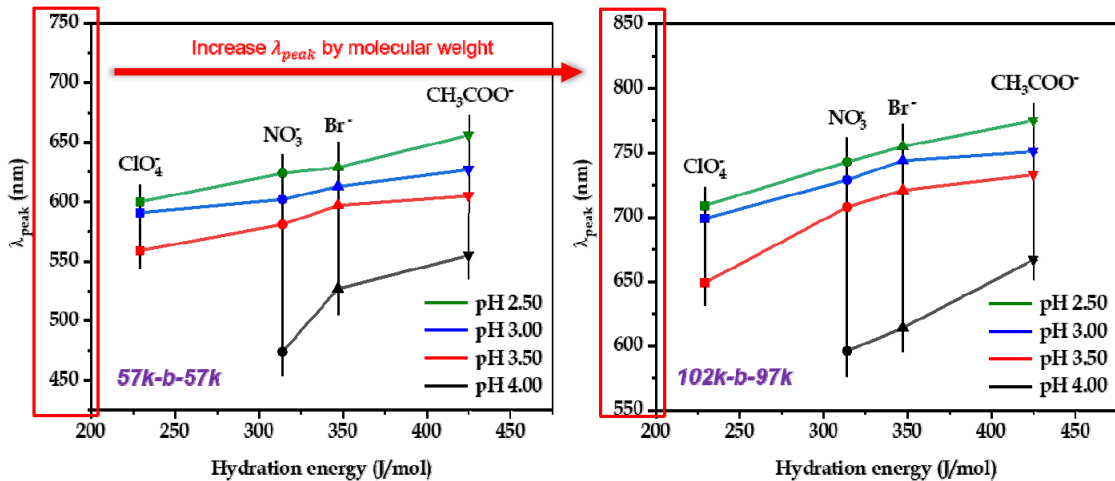 Increase λpeak by molecular weight
750
700
650
600
550
500
450
λpeak (nm)
ClO₄⁻
NO₃⁻
Br⁻
CH₃COO⁻
pH 2.50
pH 3.00
pH 3.50
pH 4.00
57k-b-57k
200 250 300 350 400 450
Hydration energy (J/mol)
850
800
750
700
650
600
550
λpeak (nm)
ClO₄⁻
NO₃⁻
Br⁻
CH₃COO⁻
pH 2.50
pH 3.00
pH 3.50
pH 4.00
102k-b-97k
200 250 300 350 400 450
Hydration energy (J/mol)